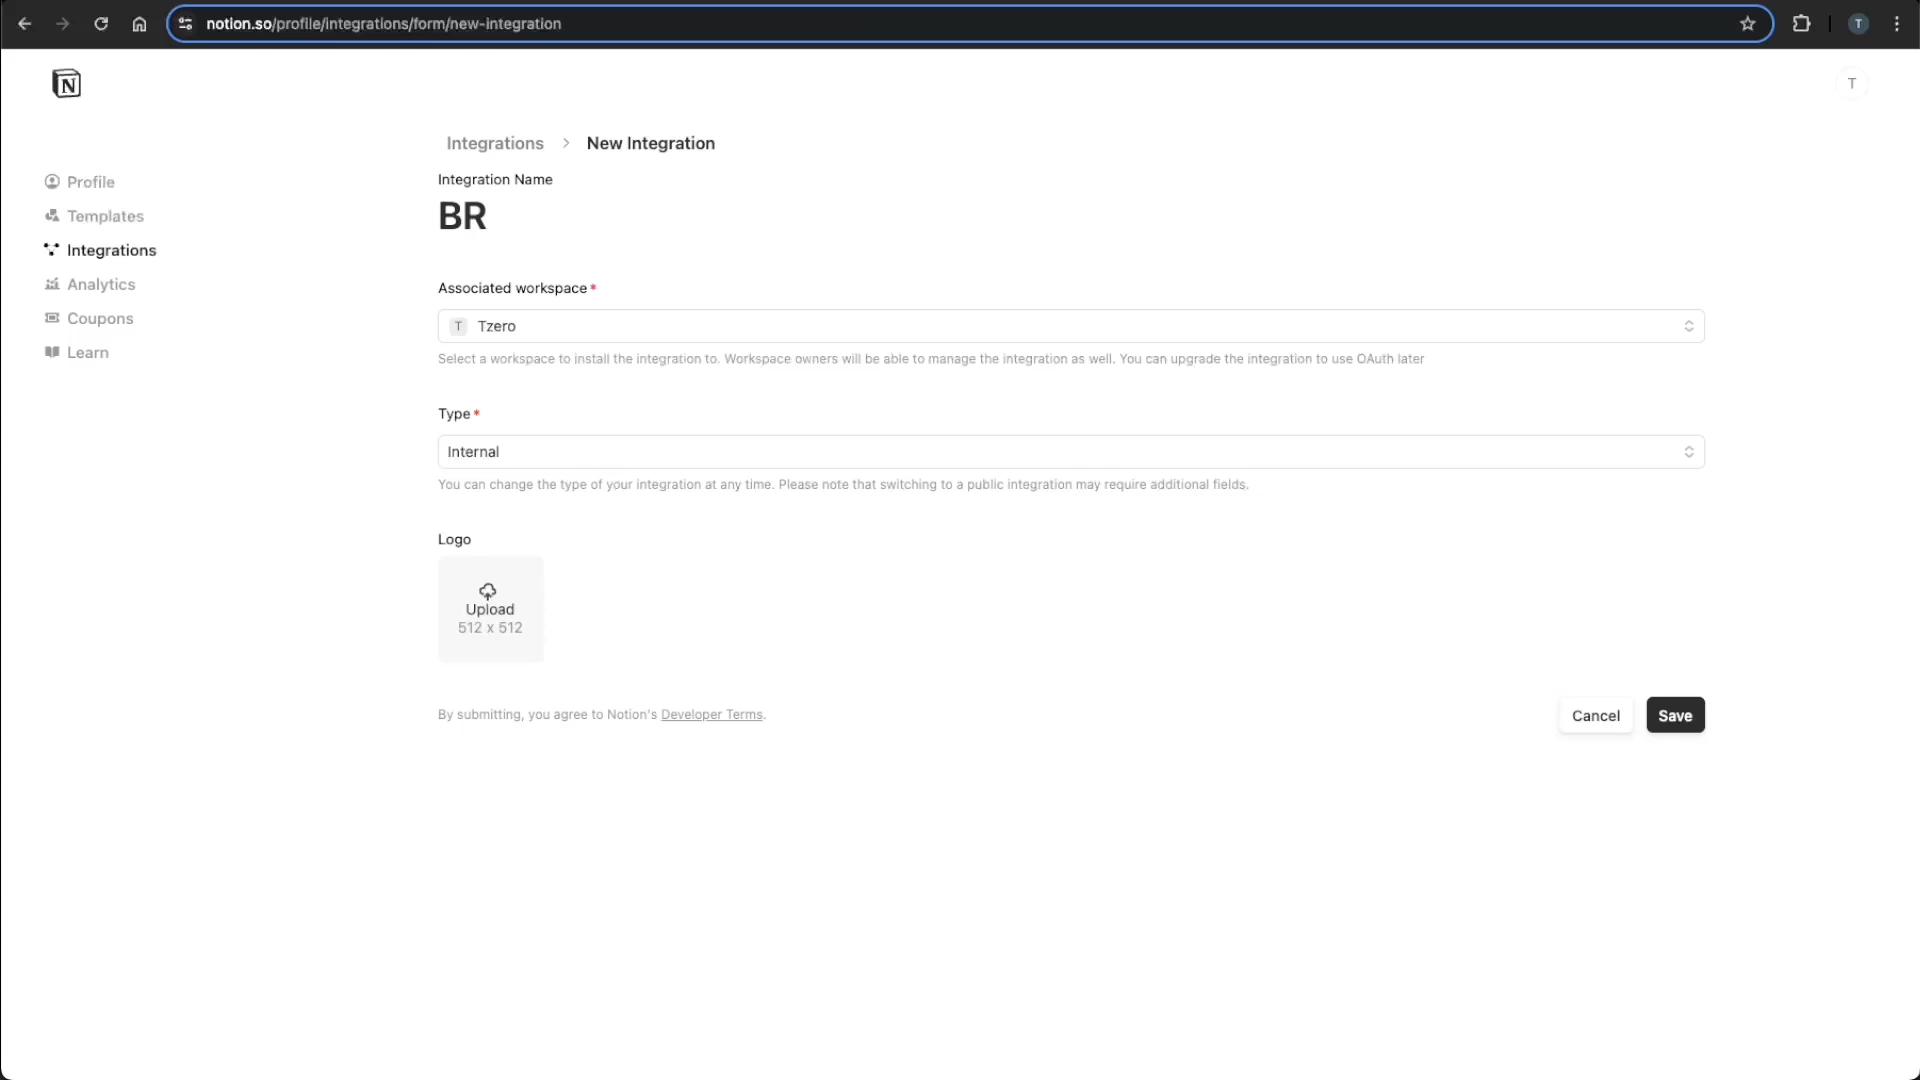 notion.so/profile/integrations/form/new-integration
T
N
T
Integrations > New Integration
Profile
Templates
Integrations
Analytics
Coupons
Learn
Integration Name
BR
Associated workspace*
T Tzero
Select a workspace to install the integration to. Workspace owners will be able to manage the integration as well. You can upgrade the integration to use OAuth later
Type*
Internal
You can change the type of your integration at any time. Please note that switching to a public integration may require additional fields.
Logo
Upload
512 x 512
By submitting, you agree to Notion's Developer Terms.
Cancel
Save